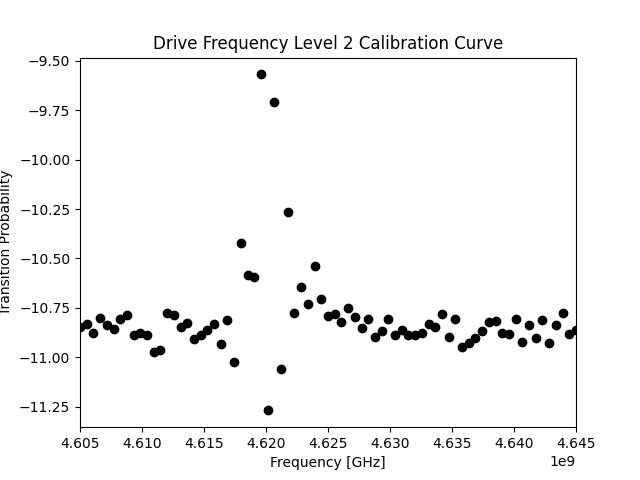 Drive Frequency Level 2 Calibration Curve
−9.50
−9.75
−10.00
−10.25
−10.50
−10.75
−11.00
−11.25
Transition Probability
4.605 4.610 4.615 4.620 4.625 4.630 4.635 4.640 4.645
Frequency [GHz]
1e9